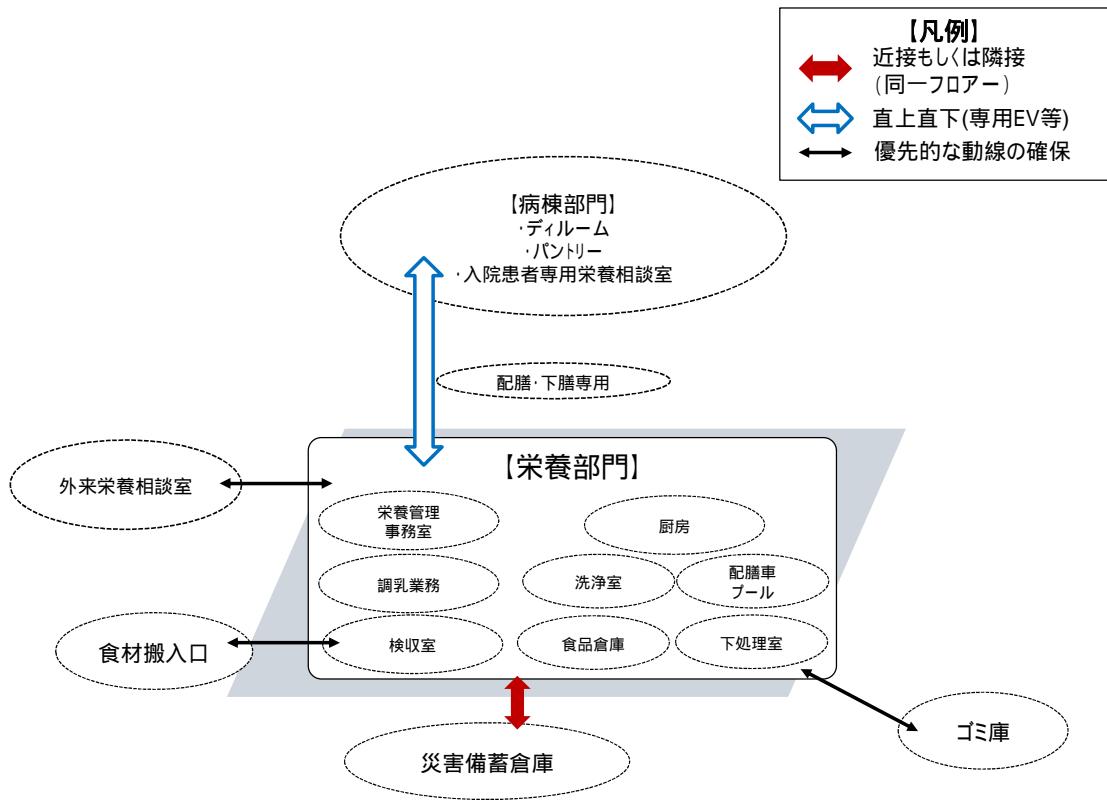 【凡例】
近接もしくは隣接
(同一フロアー)
直上直下(専用EV等)
優先的な動線の確保
【病棟部門】
・ディルーム
・パントリー
・入院患者専用栄養相談室
配膳・下膳専用
【栄養部門】
外来栄養相談室
栄養管理
事務室
厨房
調乳業務
洗浄室
配膳車
プール
食材搬入口
検収室
食品倉庫
下処理室
ゴミ庫
災害備蓄倉庫